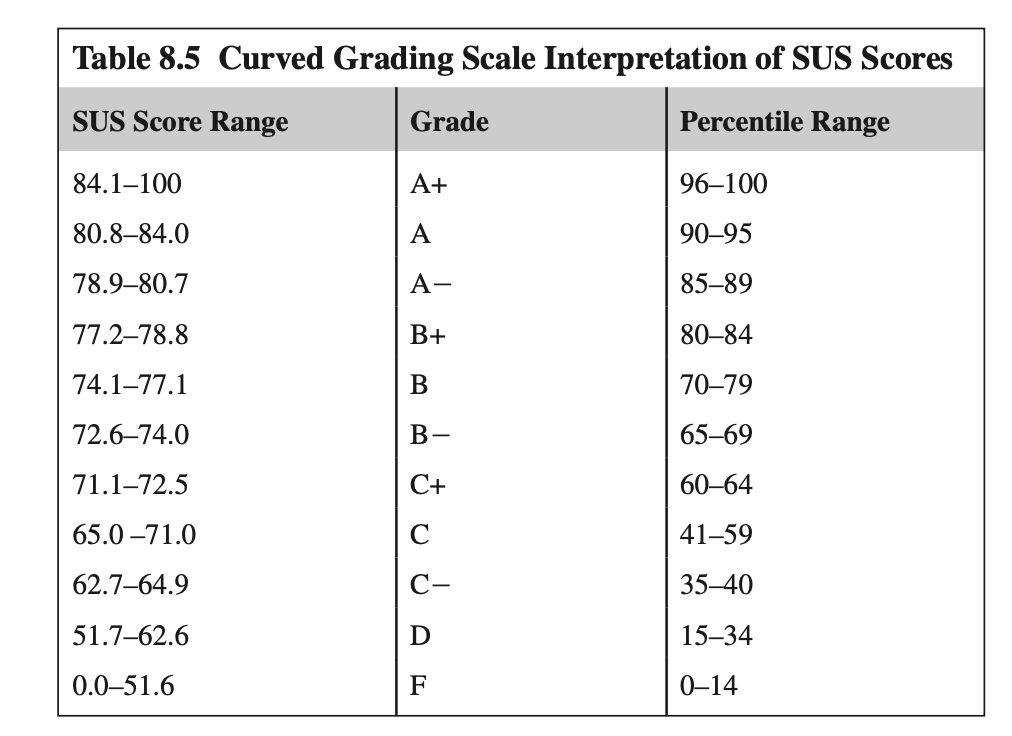 Table 8.5 Curved Grading Scale Interpretation of SUS Scores
SUS Score Range Grade Percentile Range
84.1–100 A+ 96–100
80.8–84.0 A 90–95
78.9–80.7 A− 85–89
77.2–78.8 B+ 80–84
74.1–77.1 B 70–79
72.6–74.0 B− 65–69
71.1–72.5 C+ 60–64
65.0 –71.0 C 41–59
62.7–64.9 C− 35–40
51.7–62.6 D 15–34
0.0–51.6 F 0–14